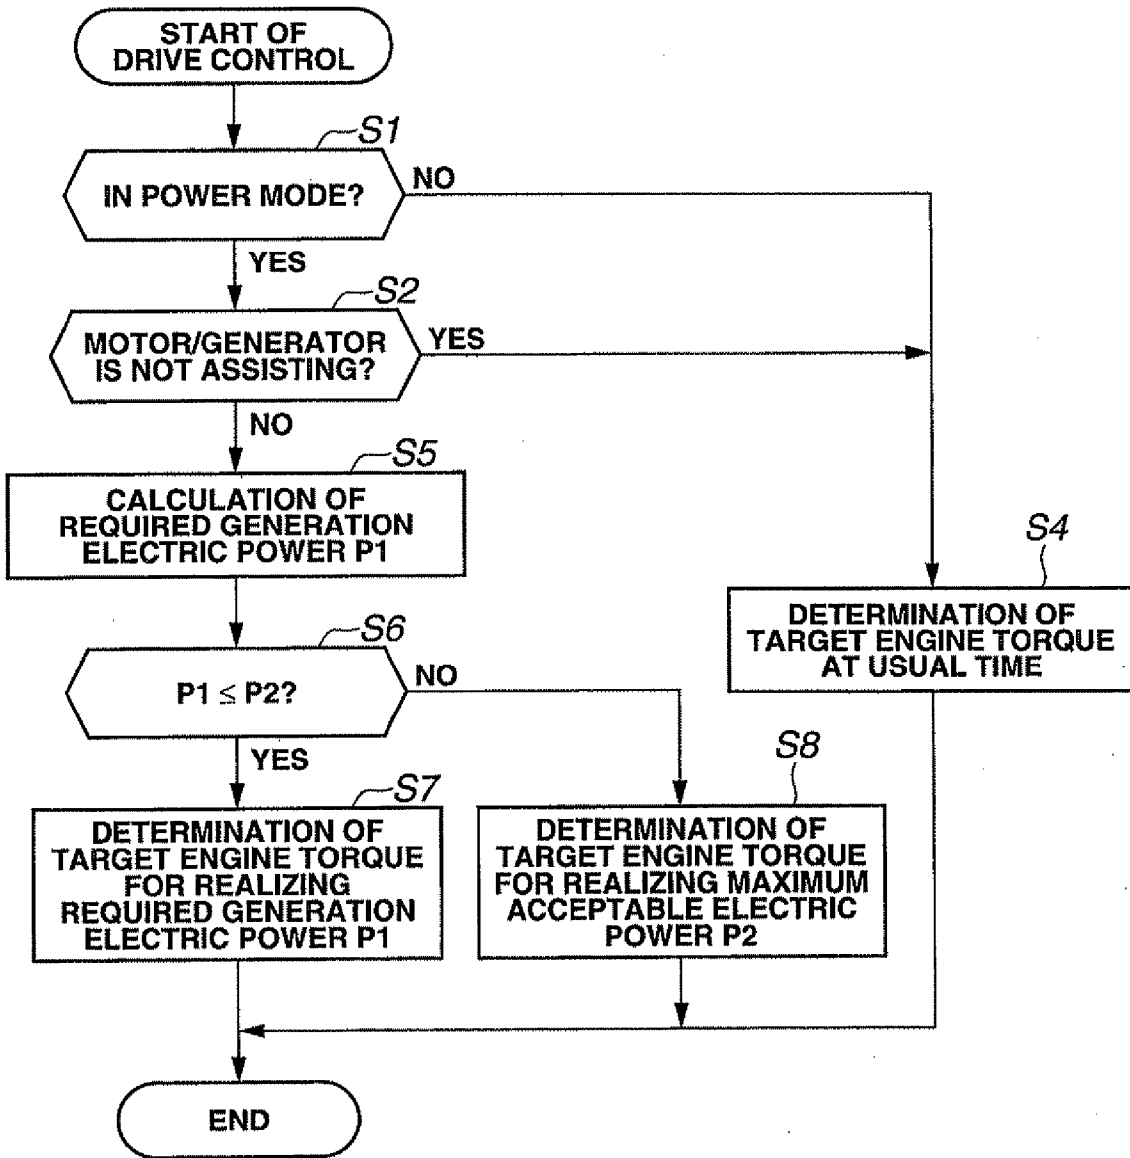 START OF
DRIVE CONTROL
S1
IN POWER MODE?
NO
YES
S2
MOTOR/GENERATOR
IS NOT ASSISTING?
YES
NO
S5
CALCULATION OF
REQUIRED GENERATION
ELECTRIC POWER P1
S4
DETERMINATION OF
TARGET ENGINE TORQUE
AT USUAL TIME
S6
P1 ≤ P2?
NO
YES
S7
DETERMINATION OF
TARGET ENGINE TORQUE
FOR REALIZING
REQUIRED GENERATION
ELECTRIC POWER P1
S8
DETERMINATION OF
TARGET ENGINE TORQUE
FOR REALIZING MAXIMUM
ACCEPTABLE ELECTRIC
POWER P2
END